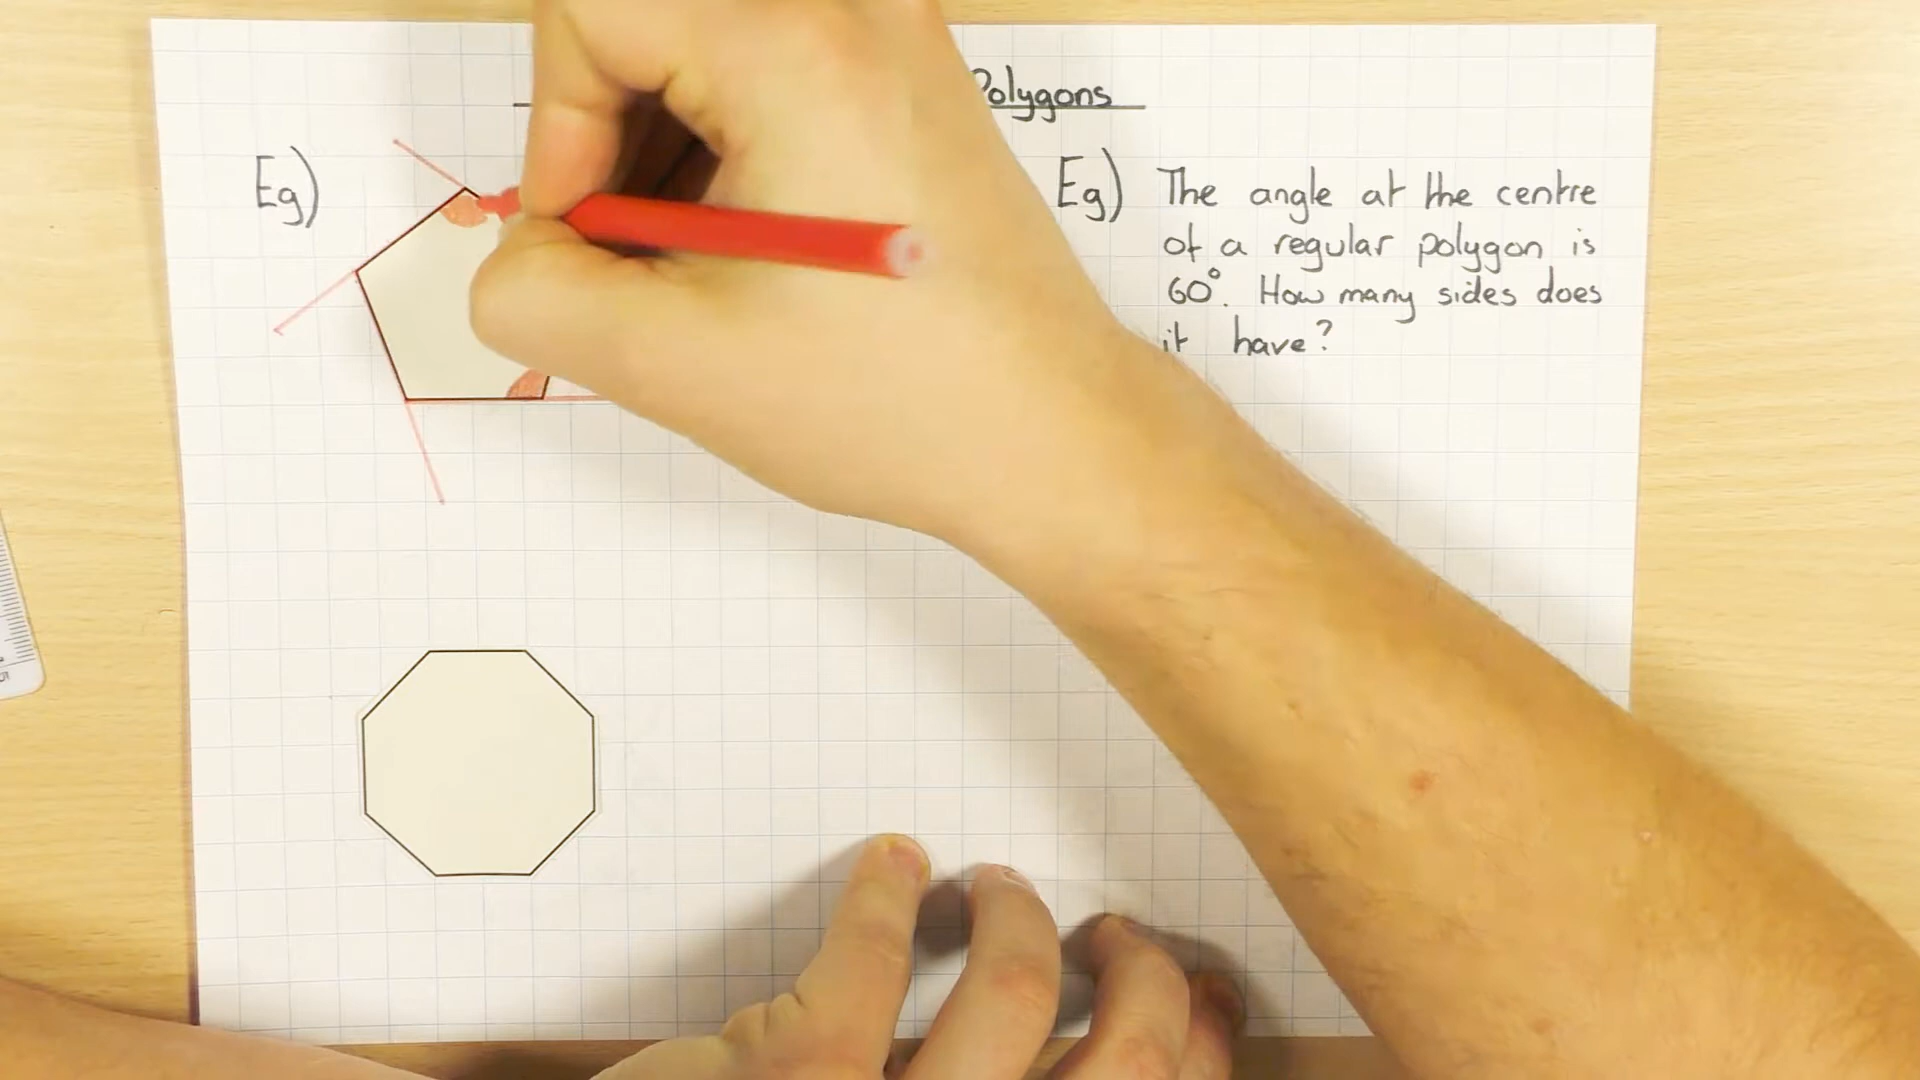 Polygons
Eg)
Eg) The angle at the centre
of a regular polygon is
60°. How many sides does
it have?